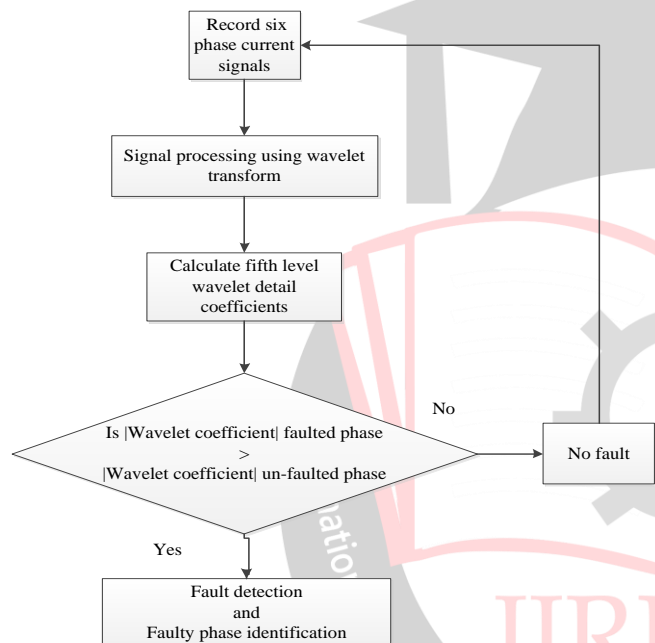 Record six
phase current
signals
Signal processing using wavelet
transform
Calculate fifth level
wavelet detail
coefficients
Is |Wavelet coefficient| faulted phase
>
|Wavelet coefficient| un-faulted phase
No
No fault
Yes
Fault detection
and
Faulty phase identification